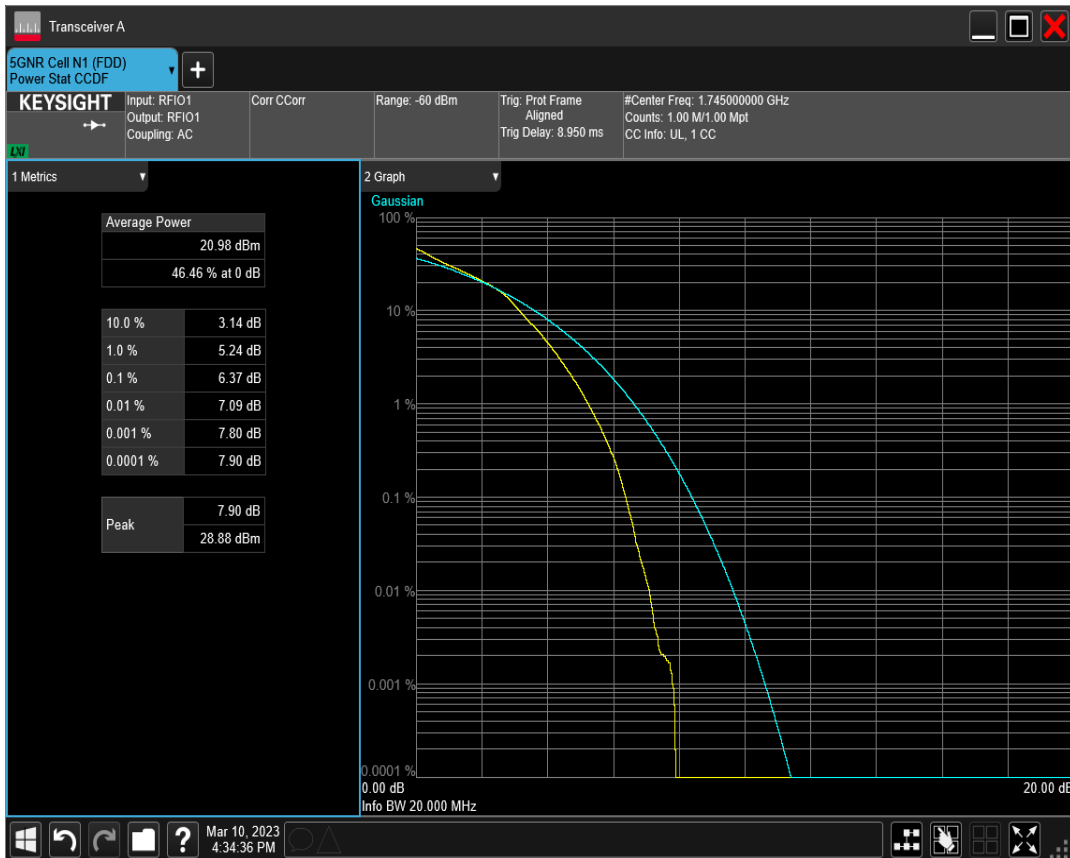 Transceiver A
5GNR Cell N1 (FDD)
Power Stat CCDF
KEYSIGHT
LXI
Input: RFIO1
Output: RFIO1
Coupling: AC
Corr CCorr
Range: -60 dBm
Trig: Prot Frame
Aligned
Trig Delay: 8.950 ms
#Center Freq: 1.745000000 GHz
Counts: 1.00 M/1.00 Mpt
CC Info: UL, 1 CC
1 Metrics
Average Power
20.98 dBm
46.46 % at 0 dB
10.0 % 3.14 dB
1.0 % 5.24 dB
0.1 % 6.37 dB
0.01 % 7.09 dB
0.001 % 7.80 dB
0.0001 % 7.90 dB
Peak
7.90 dB
28.88 dBm
2 Graph
Gaussian
100 %
10 %
1 %
0.1 %
0.01 %
0.001 %
0.0001 %
0.00 dB 20.00 dB
Info BW 20.000 MHz
?
Mar 10, 2023
4:34:36 PM